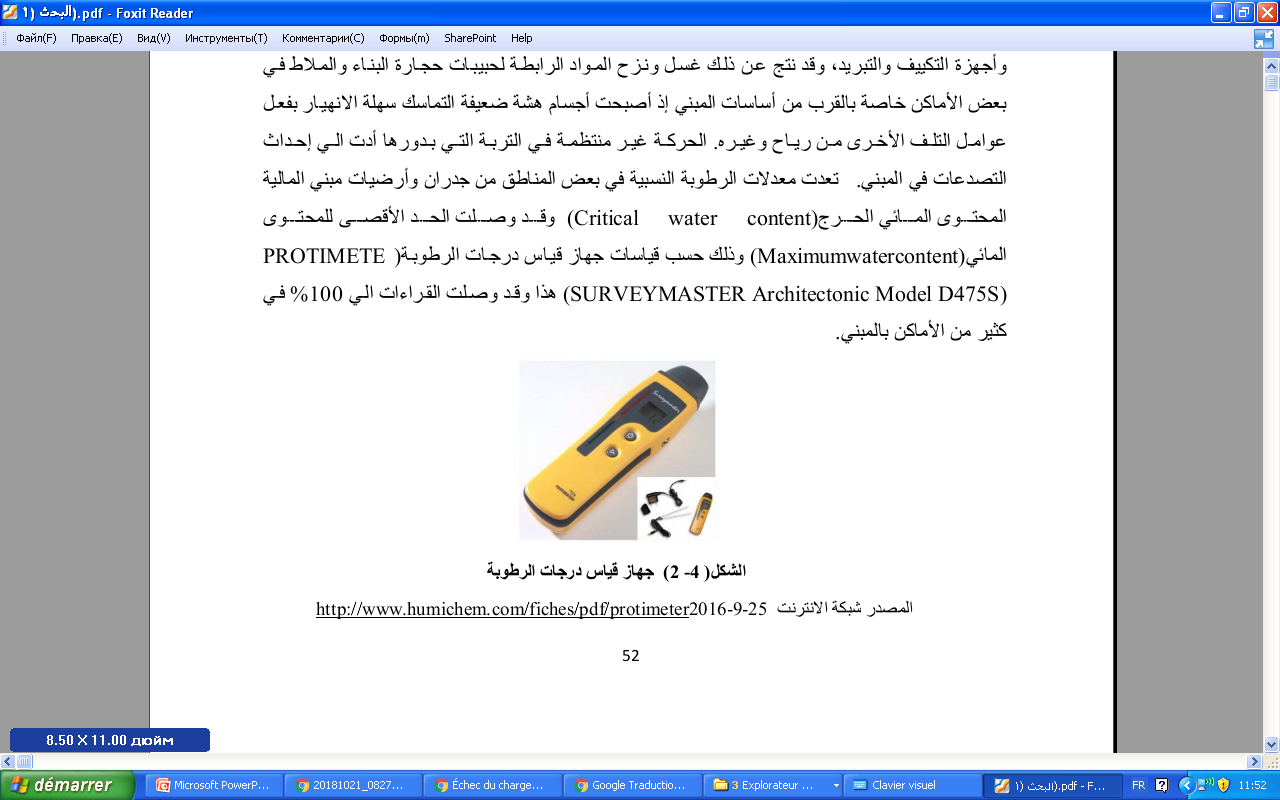 (البحث (١.pdf - Foxit Reader
Файл(F) Правка(E) Вид(V) Инструменты(T) Комментарии(C) Формы(m) SharePoint Help
وأجهزة التكييف والتبريد، وقد نتج عن ذلك غسل ونزح المواد الرابطة لحبيبات حجارة البناء والملاط في
بعض الأماكن خاصة بالقرب من أساسات المبني إذ أصبحت أجسام هشة ضعيفة التماسك سهلة الانهيار بفعل
عوامل التلف الأخرى من رياح وغيره. الحركة غير منتظمة في التربة التي بدورها أدت الي إحداث
التصدعات في المبني. تعدت معدلات الرطوبة النسبية في بعض المناطق من جدران وأرضيات مبني المالية
المحتوى المائي الحرج(Critical water content) وقد وصلت الحد الأقصى للمحتوى
المائي(Maximumwatercontent) وذلك حسب قياسات جهاز قياس درجات الرطوبة( PROTIMETE
SURVEYMASTER Architectonic Model D475S) هذا وقد وصلت القراءات الي 100% في
كثير من الأماكن بالمبني.
Surveymaster
الشكل( 4- 2) جهاز قياس درجات الرطوبة
المصدر شبكة الانترنت http://www.humichem.com/fiches/pdf/protimeter2016-9-25
52
8.50 X 11.00 дюйм
démarrer Microsoft PowerP... 20181021_0827... Échec du charge... Google Traductio... 3 Explorateur ... Clavier visuel (البحث (١.pdf - F... FR 11:52